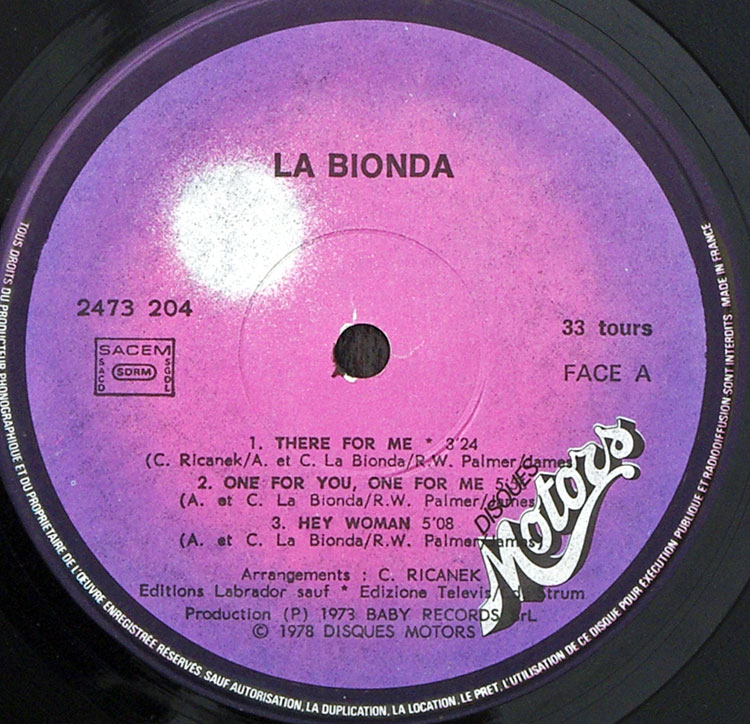 LA BIONDA
2473 204
33 tours
SACEM
SACD
SDRM
SGDL
FACE A
1. THERE FOR ME * 3'24
(C. Ricanek/A. et C. La Bionda/R.W. Palmer/James
2. ONE FOR YOU, ONE FOR ME
(A. et C. La Bionda/R.W. Palmer/James)
3. HEY WOMAN 5'08
(A. et C. La Bionda/R.W. Palmer/James)
DISQUES
Motors
Arrangements : C. RICANEK
Editions Labrador sauf * Edizione Televis/
Production (P) 1973 BABY RECORDS SrL
© 1978 DISQUES MOTORS
TOUS DROITS DU PRODUCTEUR PHONOGRAPHIQUE ET DU PROPRIETAIRE DE L'ŒUVRE ENREGISTRÉE RÉSERVÉS. SAUF AUTORISATION, LA DUPLICATION, LA LOCATION, LE PRET, L'UTILISATION DE CE DISQUE POUR EXÉCUTION PUBLIQUE ET RADIODIFFUSION SONT INTERDITS. MADE IN FRANCE